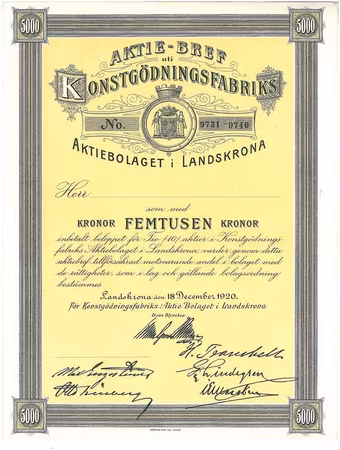 5000 5000
AKTIE-BREF
uti
KONSTGÖDNINGSFABRIKS
No. 9731-9740
AKTIEBOLAGET i LANDSKRONA
Herr
som med
KRONOR FEMTUSEN KRONOR
inbetalt beloppet för Tio (10) aktier i Konstgödnings-
fabriks Aktiebolaget i Landskrona varder genom detta
aktiebref tillförsäkrad motsvarande andel i bolaget med
de rättigheter, som i lag och gällande bolagsordning
bestämmes.
Landskrona den 18 December 1920.
För Konstgödningsfabriks Aktie Bolaget i Landskrona
Dess Styrelse
5000 5000